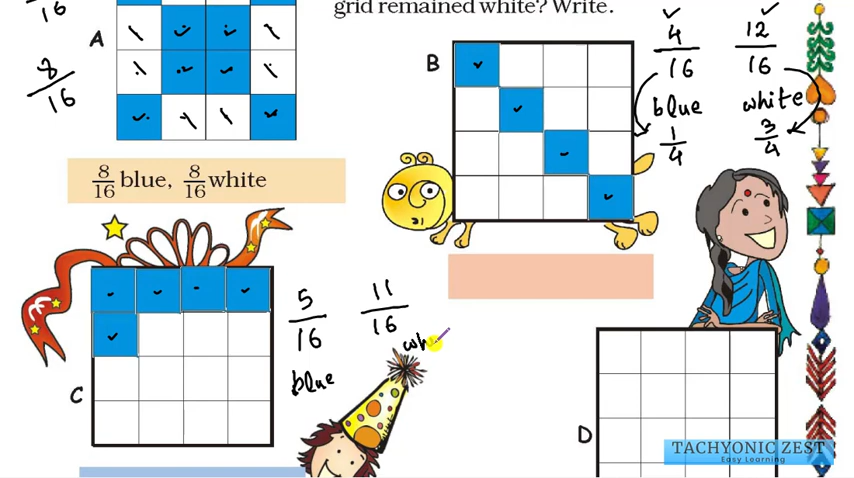 grid remained white? Write.
16
A
8/16
8/16 blue, 8/16 white
B
4/16 12/16
blue white
1/4 3/4
C
5/16 11/16
blue
D
TACHYONIC ZEST
Easy Learning